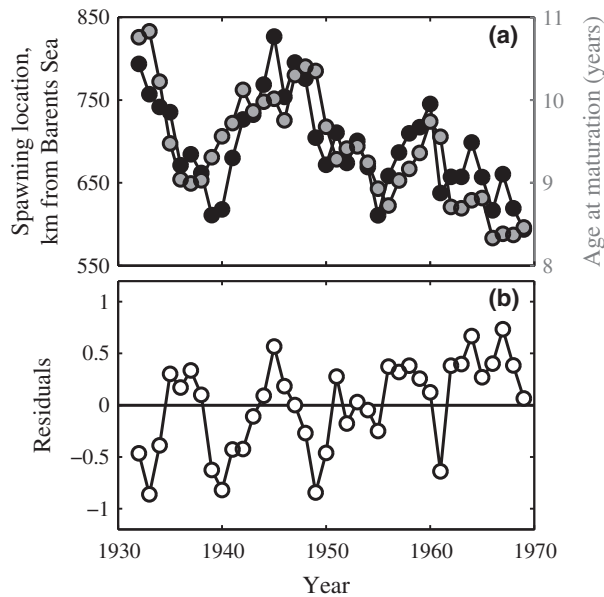 850
750
650
550
Spawning location,
km from Barents Sea
(a)
11
10
9
8
Age at maturation (years)
1
0.5
0
−0.5
−1
Residuals
(b)
1930
1940
1950
1960
1970
Year